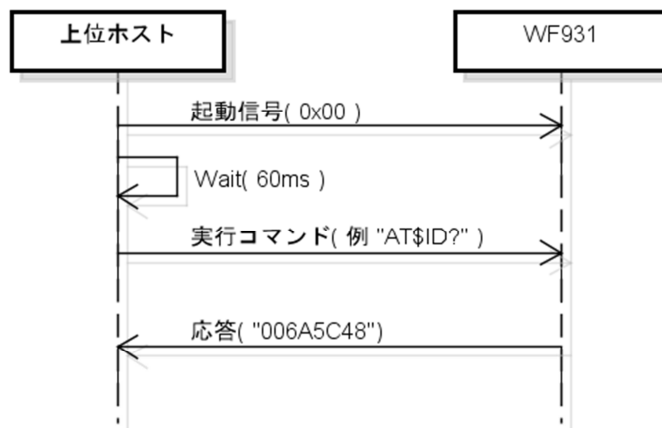 上位ホスト
WF931
起動信号( 0x00 )
Wait( 60ms )
実行コマンド( 例 "AT$ID?" )
応答( "006A5C48")